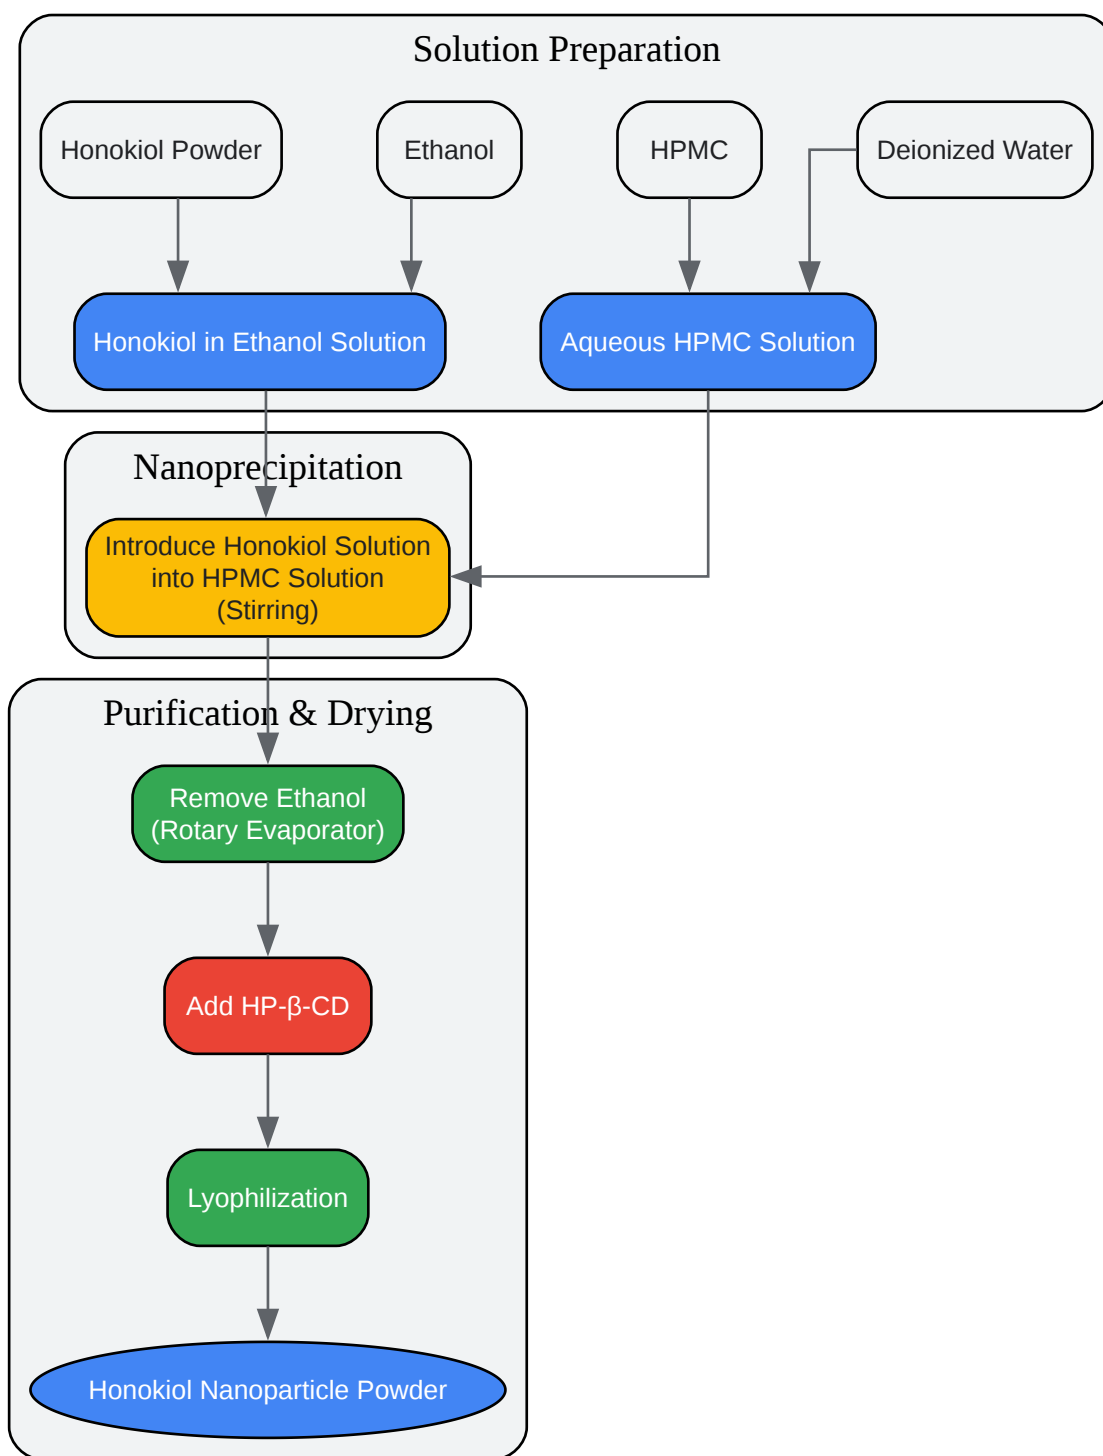 Solution Preparation
Honokiol Powder
Ethanol
HPMC
Deionized Water
Honokiol in Ethanol Solution
Aqueous HPMC Solution
Nanoprecipitation
Introduce Honokiol Solution
into HPMC Solution
(Stirring)
Purification & Drying
Remove Ethanol
(Rotary Evaporator)
Add HP-β-CD
Lyophilization
Honokiol Nanoparticle Powder